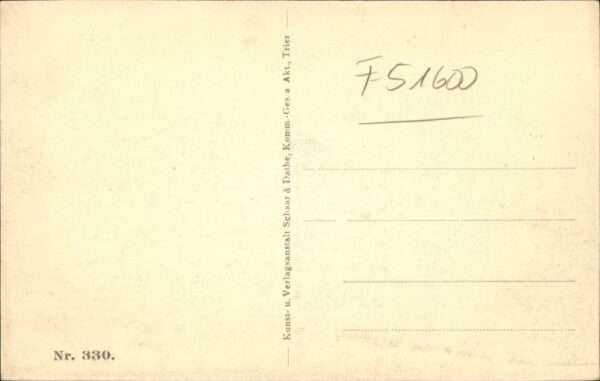 F51600
Kunst- u. Verlagsanstalt Schaar & Dathe, Komm.-Ges. a Akt., Trier
Nr. 330.